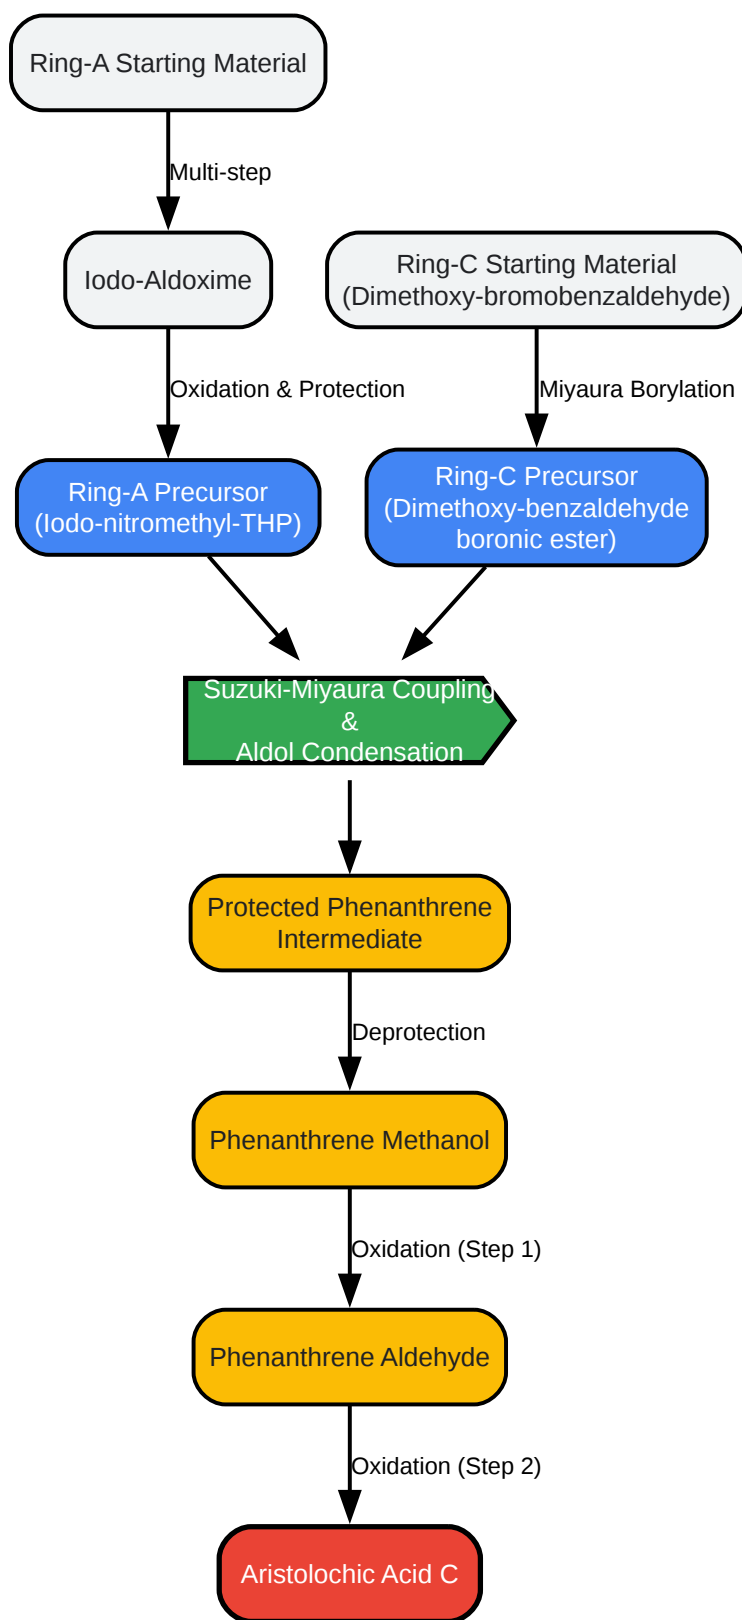 Ring-A Starting Material
Multi-step
Iodo-Aldoxime
Ring-C Starting Material
(Dimethoxy-bromobenzaldehyde)
Oxidation & Protection
Miyaura Borylation
Ring-A Precursor
(Iodo-nitromethyl-THP)
Ring-C Precursor
(Dimethoxy-benzaldehyde
boronic ester)
Suzuki-Miyaura Coupling
&
Aldol Condensation
Protected Phenanthrene
Intermediate
Deprotection
Phenanthrene Methanol
Oxidation (Step 1)
Phenanthrene Aldehyde
Oxidation (Step 2)
Aristolochic Acid C